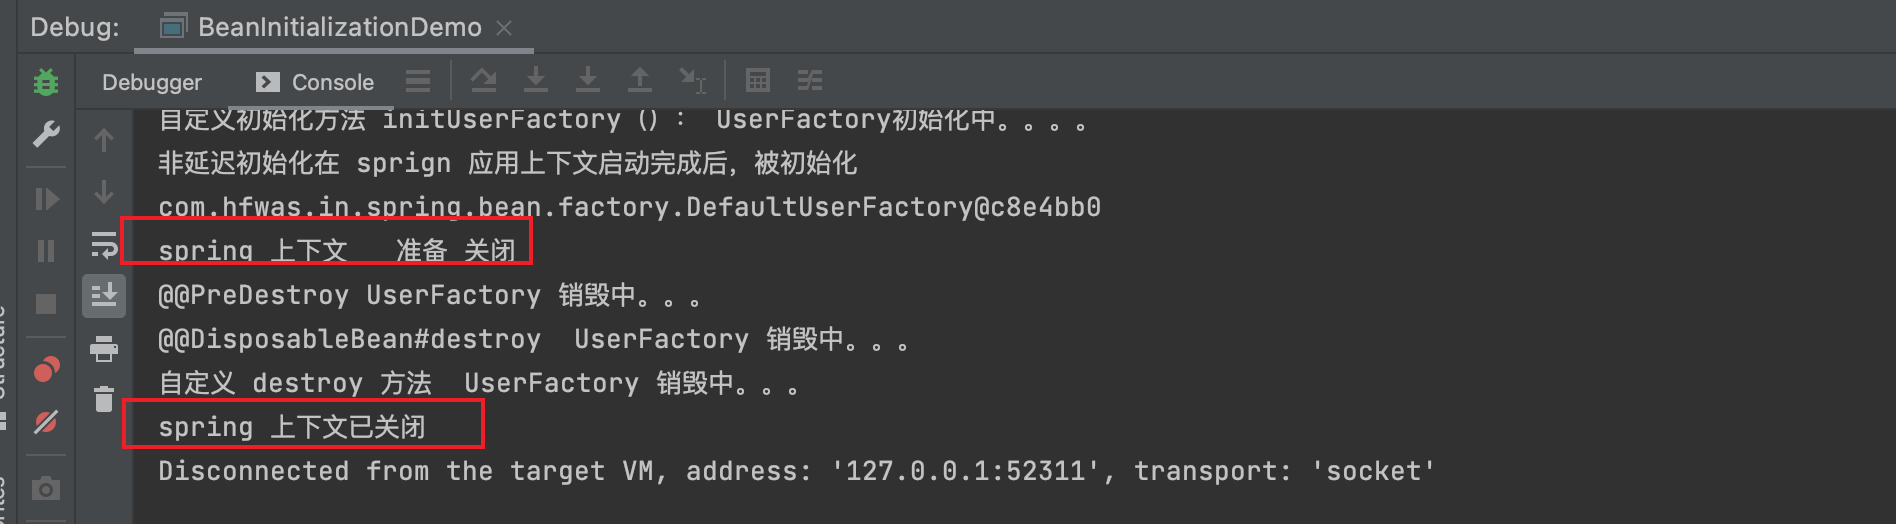 Debug: BeanInitializationDemo
Debugger Console
自定义初始化方法 initUserFactory () : UserFactory初始化中。。。。
非延迟初始化在 sprign 应用上下文启动完成后，被初始化
com.hfwas.in.spring.bean.factory.DefaultUserFactory@c8e4bb0
spring 上下文 准备 关闭
@@PreDestroy UserFactory 销毁中。。。
@@DisposableBean#destroy UserFactory 销毁中。。。
自定义 destroy 方法 UserFactory 销毁中。。。
spring 上下文已关闭
Disconnected from the target VM, address: '127.0.0.1:52311', transport: 'socket'